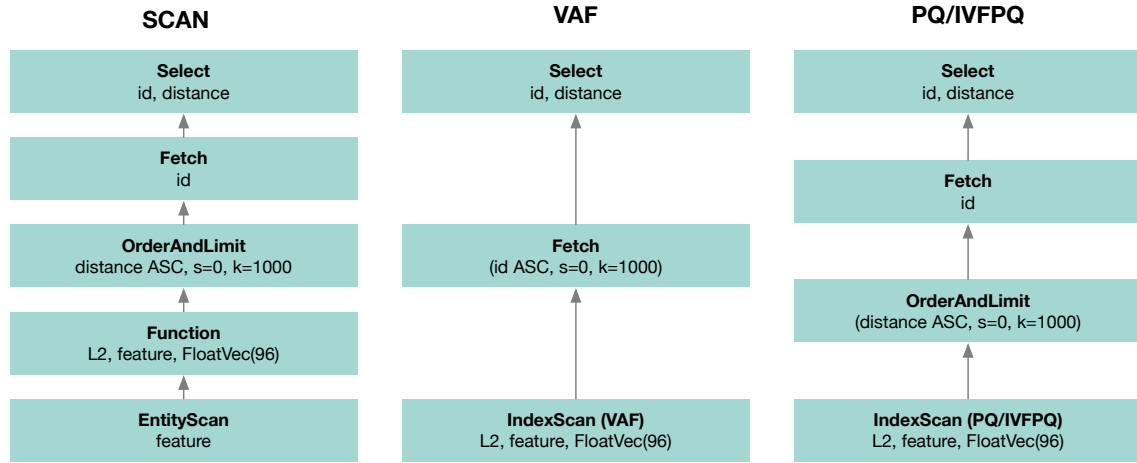 SCAN
Select
id, distance
Fetch
id
OrderAndLimit
distance ASC, s=0, k=1000
Function
L2, feature, FloatVec(96)
EntityScan
feature
VAF
Select
id, distance
Fetch
(id ASC, s=0, k=1000)
IndexScan (VAF)
L2, feature, FloatVec(96)
PQ/IVFPQ
Select
id, distance
Fetch
id
OrderAndLimit
(distance ASC, s=0, k=1000)
IndexScan (PQ/IVFPQ)
L2, feature, FloatVec(96)